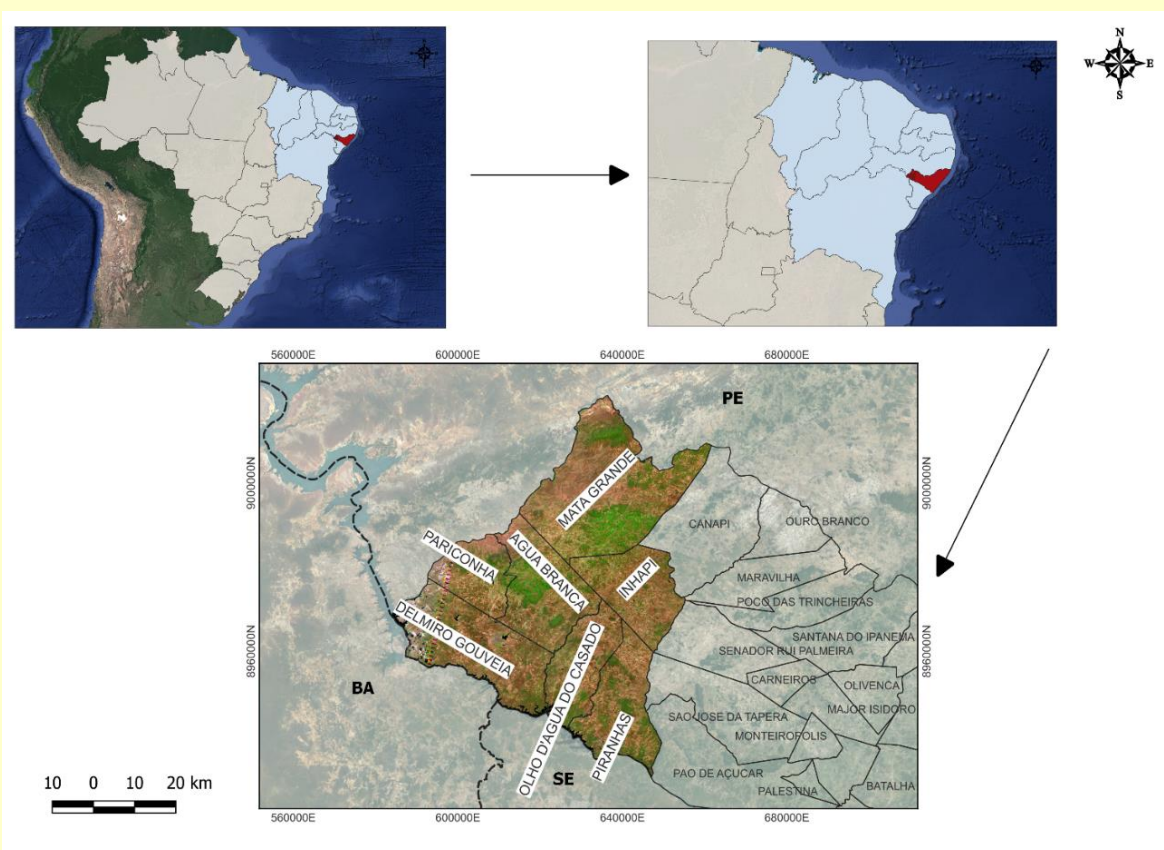 N
W E
S
560000E 600000E 640000E 680000E
PE
9000000N 9000000N
MATA GRANDE
CANAPI
OURO BRANCO
PARICONHA
AGUA BRANCA
INHAPI
MARAVILHA
POCO DAS TRINCHEIRAS
DELMIRO GOUVEIA
OLHO D'AGUA DO CASADO
SANTANA DO IPANEMA
SENADOR RUI PALMEIRA
8960000N 8960000N
BA
CARNEIROS
OLIVENCA
MAJOR ISIDORO
SAO JOSE DA TAPERA
MONTEIROPOLIS
PIRANHAS
SE
PAO DE AÇUCAR
PALESTINA
BATALHA
10 0 10 20 km
560000E 600000E 640000E 680000E